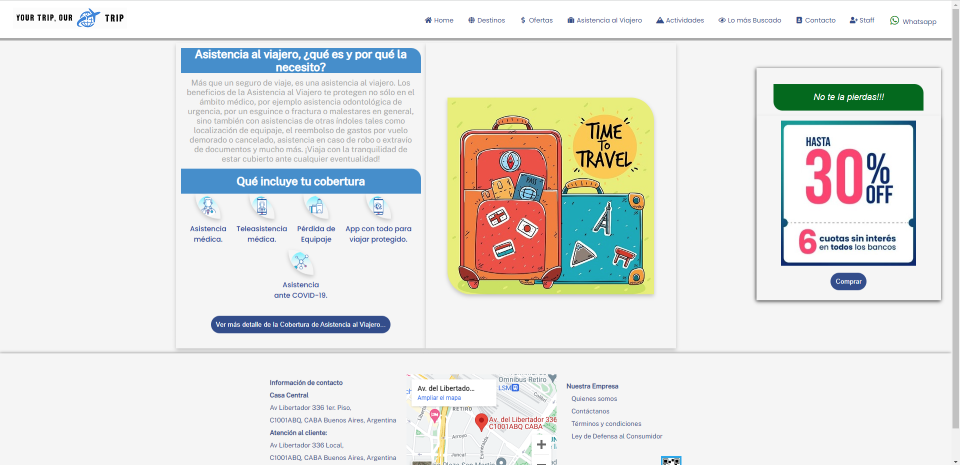 YOUR TRIP, OUR TRIP
Home
Destinos
Ofertas
Asistencia al Viajero
Actividades
Lo más Buscado
Contacto
Staff
Whatsapp
Asistencia al viajero, ¿qué es y por qué la
necesito?
Más que un seguro de viaje, es una asistencia al viajero. Los
beneficios de la Asistencia al Viajero te protegen no sólo en el
ámbito médico, por ejemplo asistencia odontológica de
urgencia, por un esguince o fractura o malestares en general,
sino también con asistencias de otras índoles tales como
localización de equipaje, el reembolso de gastos por vuelo
demorado o cancelado, asistencia en caso de robo o extravío
de documentos y mucho más. ¡Viaja con la tranquilidad de
estar cubierto ante cualquier eventualidad!
Qué incluye tu cobertura
Asistencia
médica.
Teleasistencia
médica.
Pérdida de
Equipaje
App con todo para
viajar protegido.
Asistencia
ante COVID-19.
Ver más detalle de la Cobertura de Asistencia al Viajero...
TIME
To
TRAVEL
No te la pierdas!!!
HASTA
30%
OFF
6 cuotas sin interés
en todos los bancos
Comprar
Información de contacto
Casa Central
Av Libertador 336 1er. Piso,
C1001ABQ, CABA Buenos Aires, Argentina
Atención al cliente:
Av Libertador 336 Local,
C1001ABQ, CABA Buenos Aires, Argentina
Av. del Libertado...
Ampliar el mapa
Omnibus Retiro
RETIRO
Av. del Libertador 336
C1001ABQ CABA
Arroyo
Esmeralda
Plaza San Martín
Nuestra Empresa
Quienes somos
Contáctanos
Términos y condiciones
Ley de Defensa al Consumidor